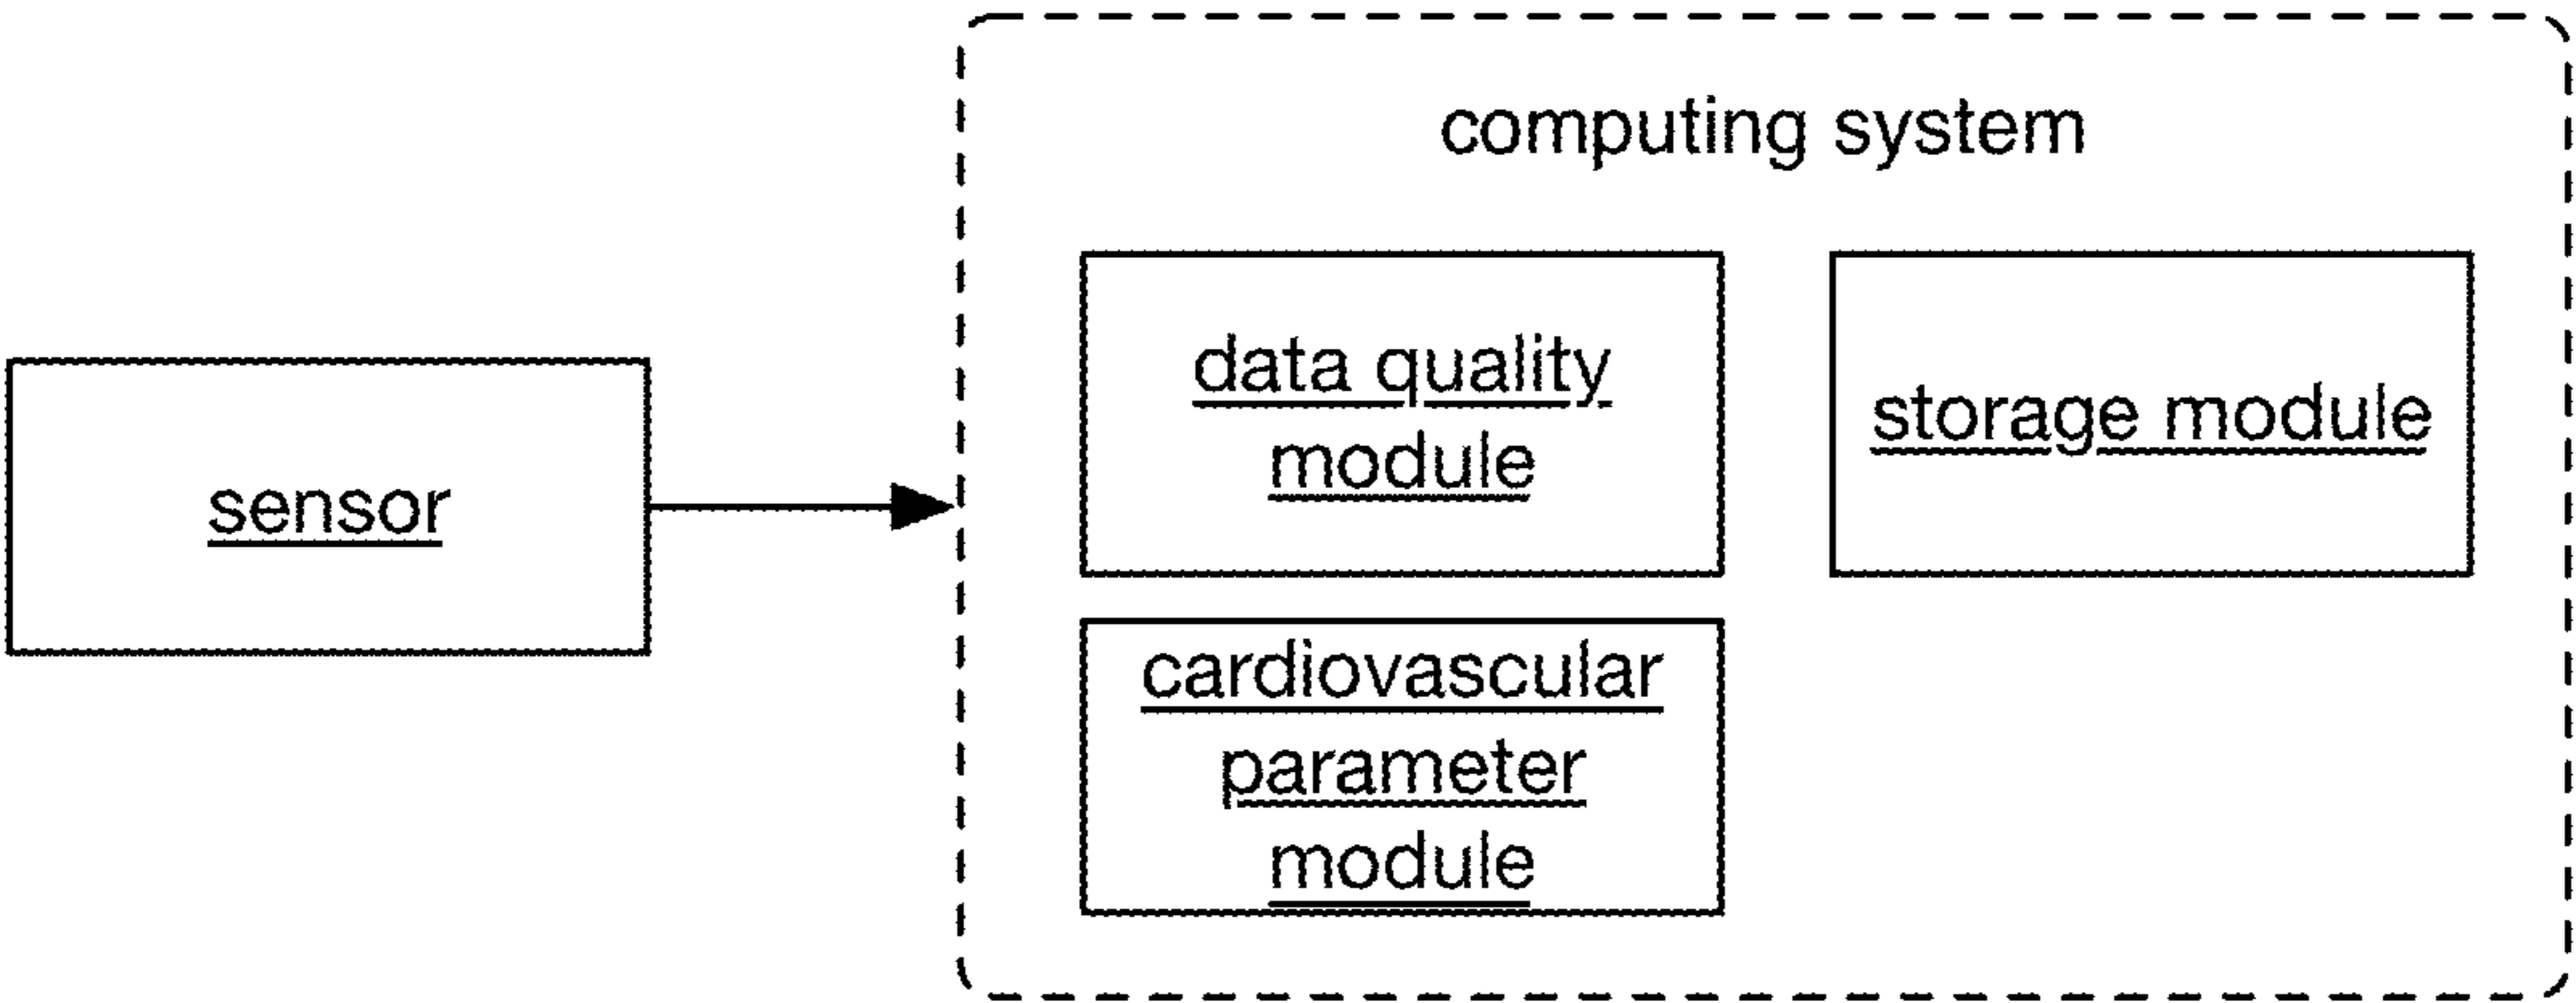 computing system
data quality
module
storage module
sensor
cardiovascular
parameter
module